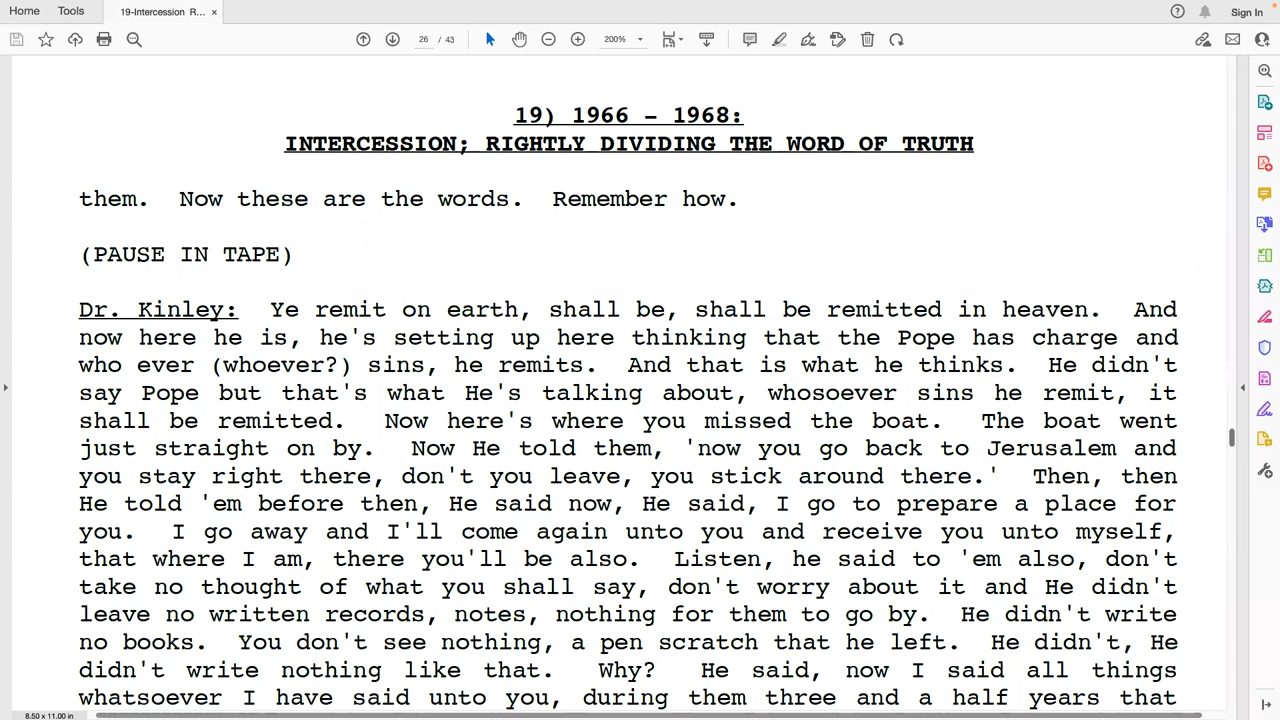 Home Tools 19-Intercession R... × Sign In
26 / 43 200%
19) 1966 – 1968:
INTERCESSION; RIGHTLY DIVIDING THE WORD OF TRUTH
them. Now these are the words. Remember how.
(PAUSE IN TAPE)
Dr. Kinley: Ye remit on earth, shall be, shall be remitted in heaven. And
now here he is, he's setting up here thinking that the Pope has charge and
who ever (whoever?) sins, he remits. And that is what he thinks. He didn't
say Pope but that's what He's talking about, whosoever sins he remit, it
shall be remitted. Now here's where you missed the boat. The boat went
just straight on by. Now He told them, 'now you go back to Jerusalem and
you stay right there, don't you leave, you stick around there.' Then, then
He told 'em before then, He said now, He said, I go to prepare a place for
you. I go away and I'll come again unto you and receive you unto myself,
that where I am, there you'll be also. Listen, he said to 'em also, don't
take no thought of what you shall say, don't worry about it and He didn't
leave no written records, notes, nothing for them to go by. He didn't write
no books. You don't see nothing, a pen scratch that he left. He didn't, He
didn't write nothing like that. Why? He said, now I said all things
whatsoever I have said unto you, during them three and a half years that
8.50 x 11.00 in